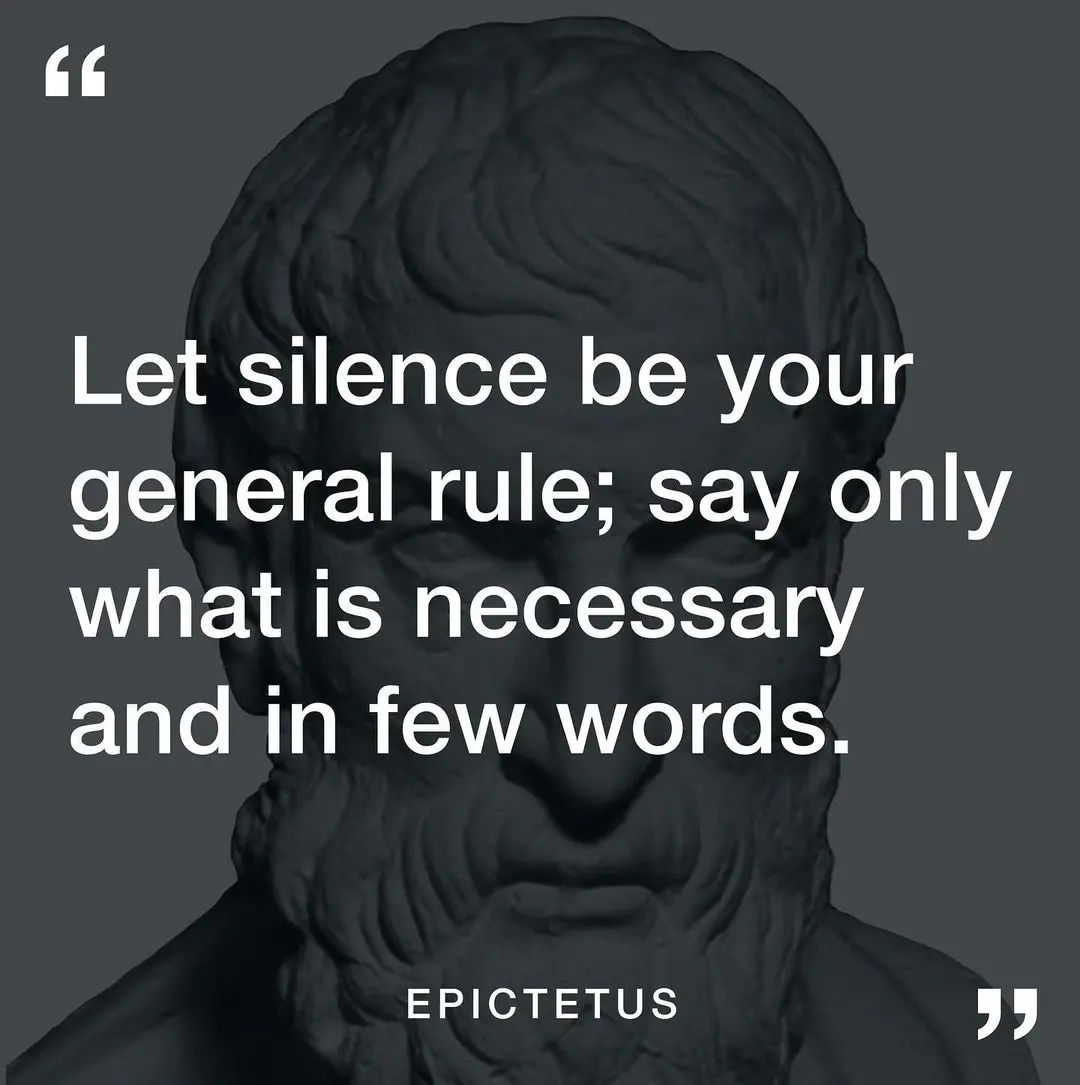 “
Let silence be your
general rule; say only
what is necessary
and in few words.
EPICTETUS
”